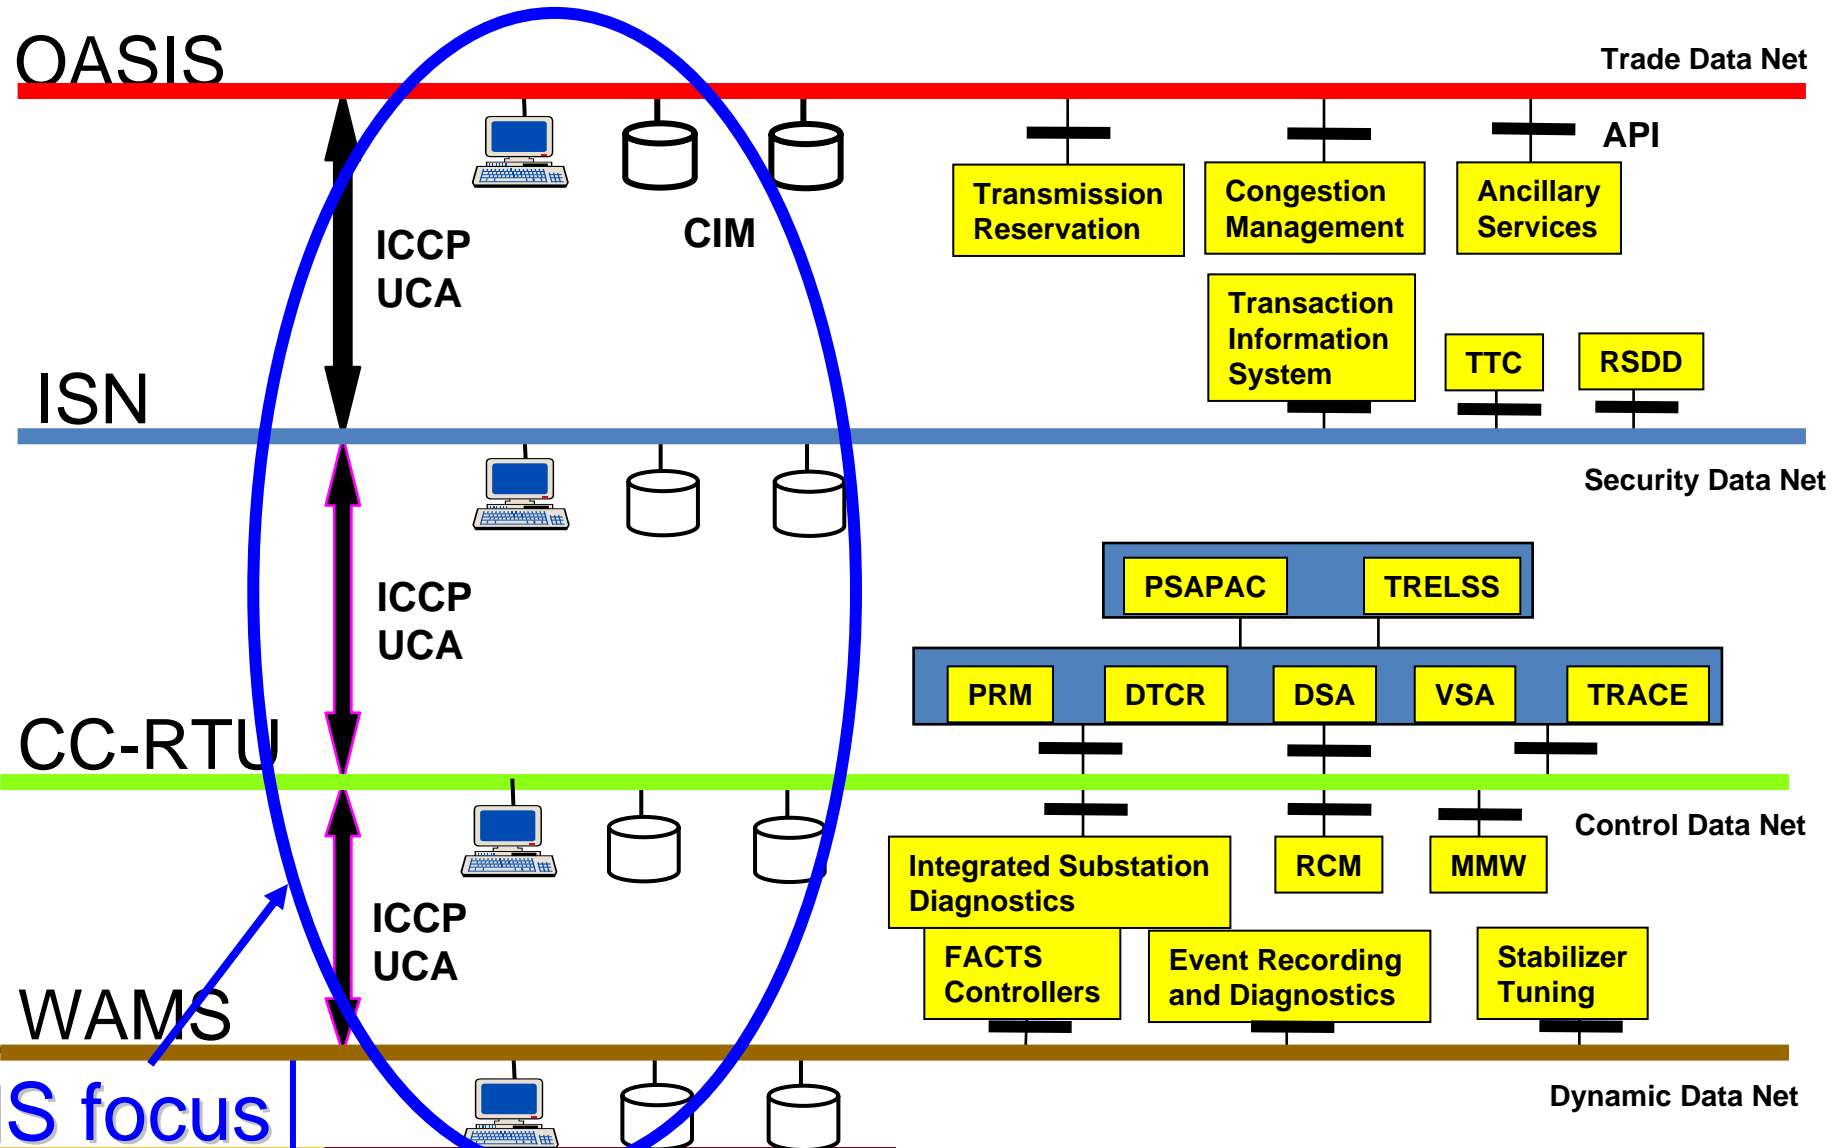 OASIS
Trade Data Net
API
Transmission
Reservation
Congestion
Management
Ancillary
Services
ICCP
UCA
CIM
Transaction
Information
System
TTC
RSDD
ISN
Security Data Net
PSAPAC
TRELSS
ICCP
UCA
PRM
DTCR
DSA
VSA
TRACE
CC-RTU
Control Data Net
Integrated Substation
Diagnostics
RCM
MMW
ICCP
UCA
FACTS
Controllers
Event Recording
and Diagnostics
Stabilizer
Tuning
WAMS
Dynamic Data Net
S focus